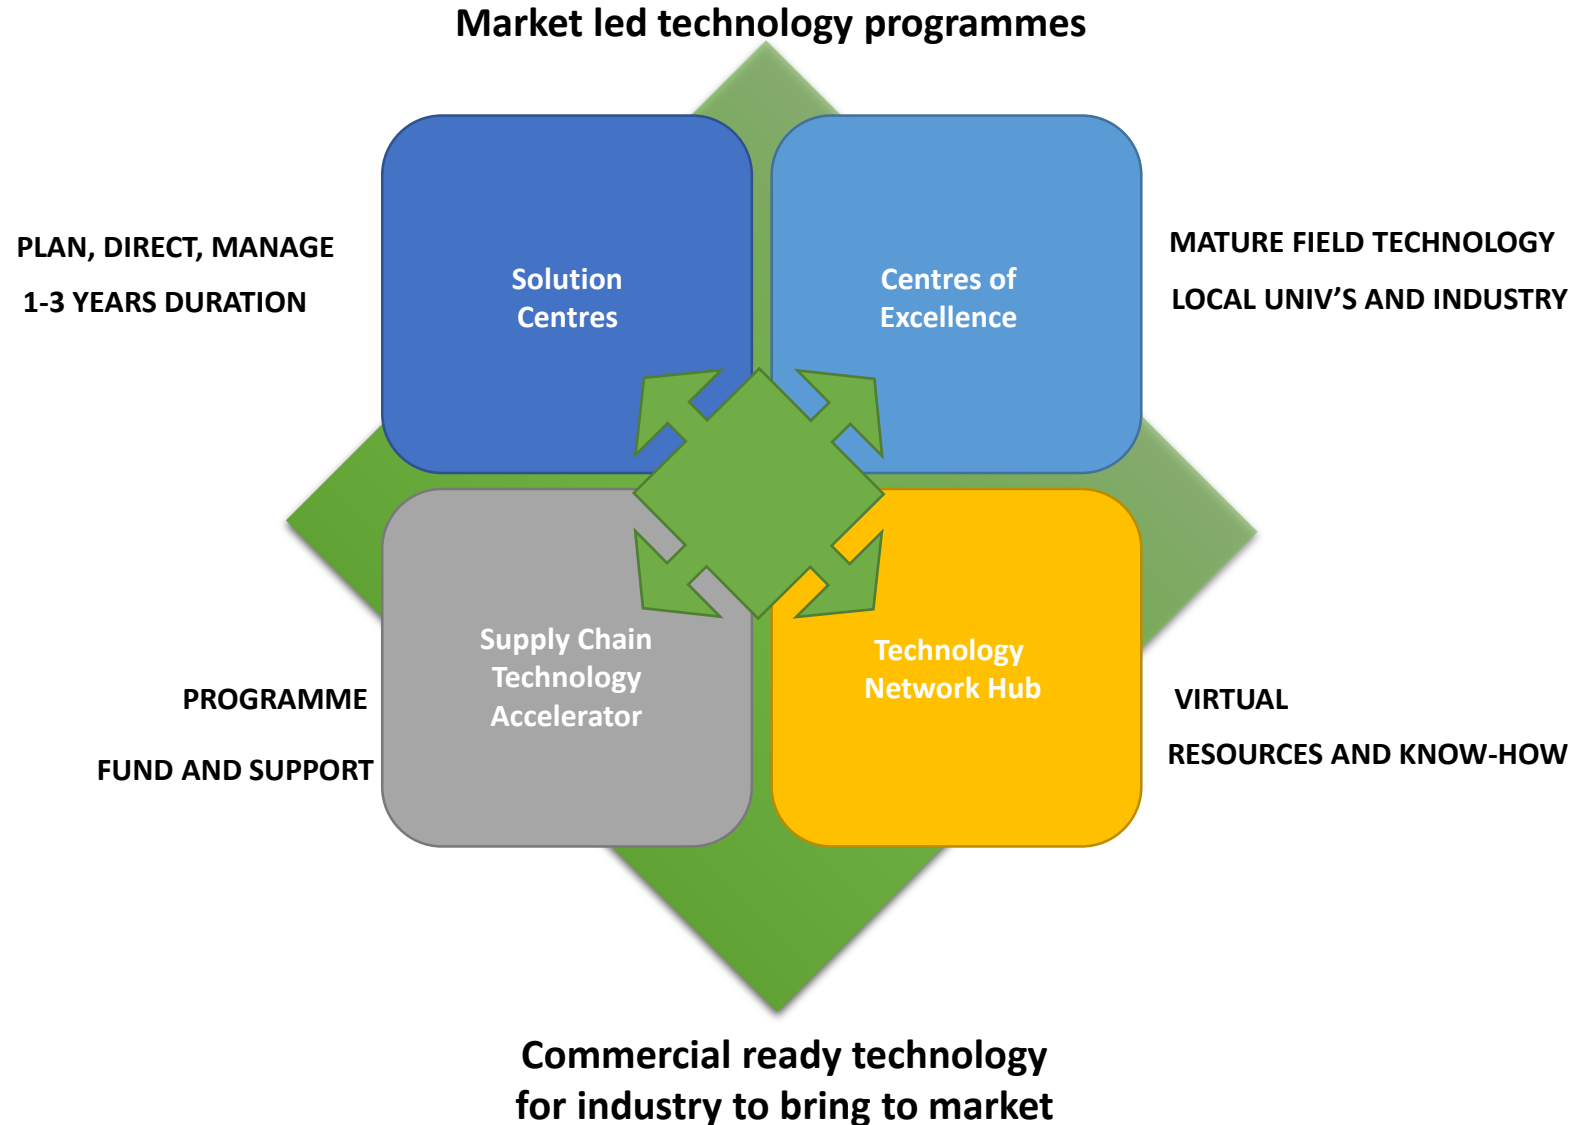 Market led technology programmes
PLAN, DIRECT, MANAGE
1-3 YEARS DURATION
Solution
Centres
Centres of
Excellence
MATURE FIELD TECHNOLOGY
LOCAL UNIV’S AND INDUSTRY
PROGRAMME
FUND AND SUPPORT
Supply Chain
Technology
Accelerator
Technology
Network Hub
VIRTUAL
RESOURCES AND KNOW-HOW
Commercial ready technology
for industry to bring to market